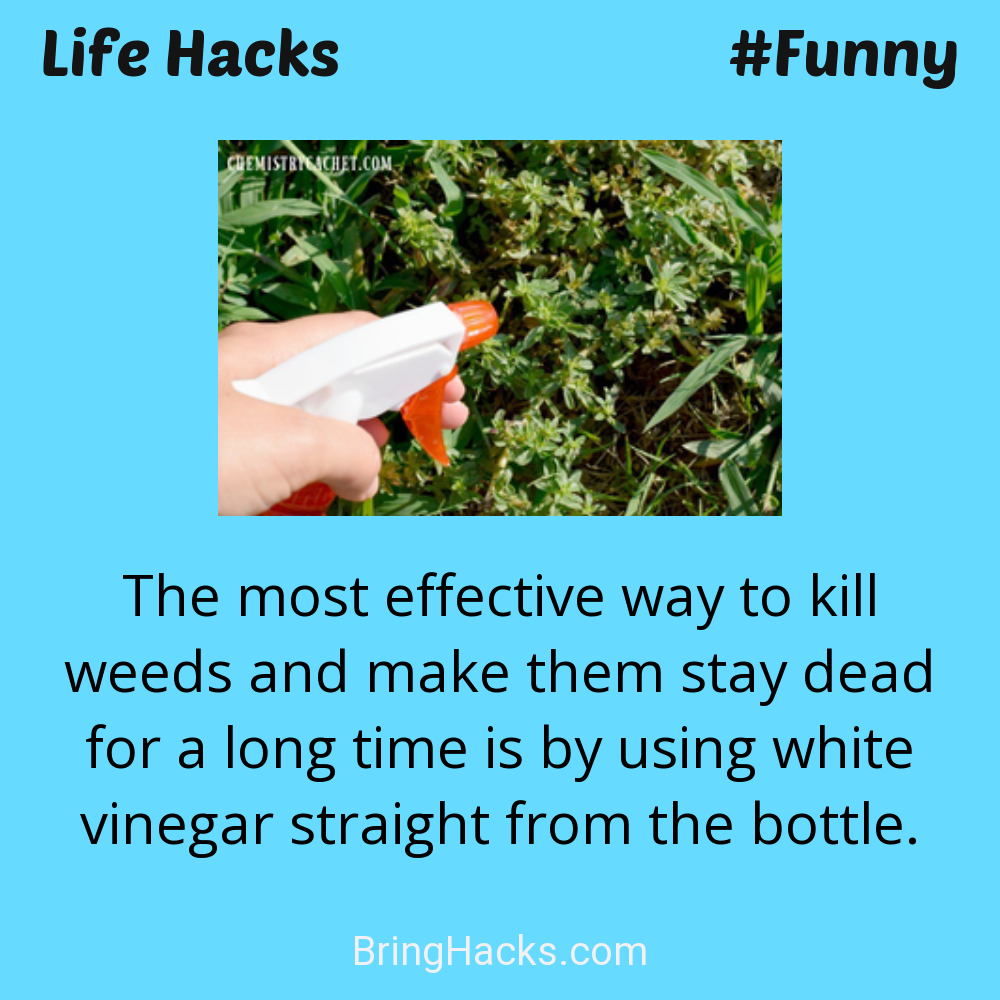 Life Hacks
#Funny
CHEMISTRYCACHET.COM
The most effective way to kill
weeds and make them stay dead
for a long time is by using white
vinegar straight from the bottle.
BringHacks.com